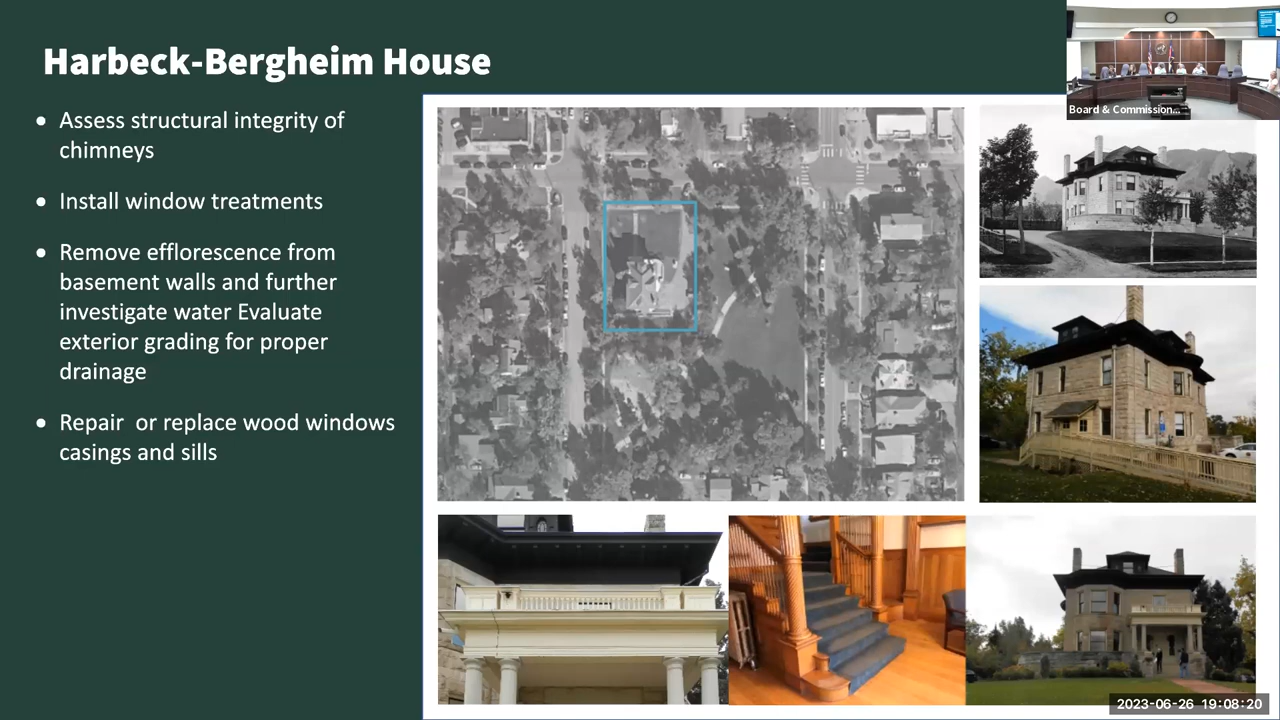 Harbeck-Bergheim House
Board & Commission...
• Assess structural integrity of
chimneys
• Install window treatments
• Remove efflorescence from
basement walls and further
investigate water Evaluate
exterior grading for proper
drainage
• Repair  or replace wood windows
casings and sills
2023-06-26 19:08:20